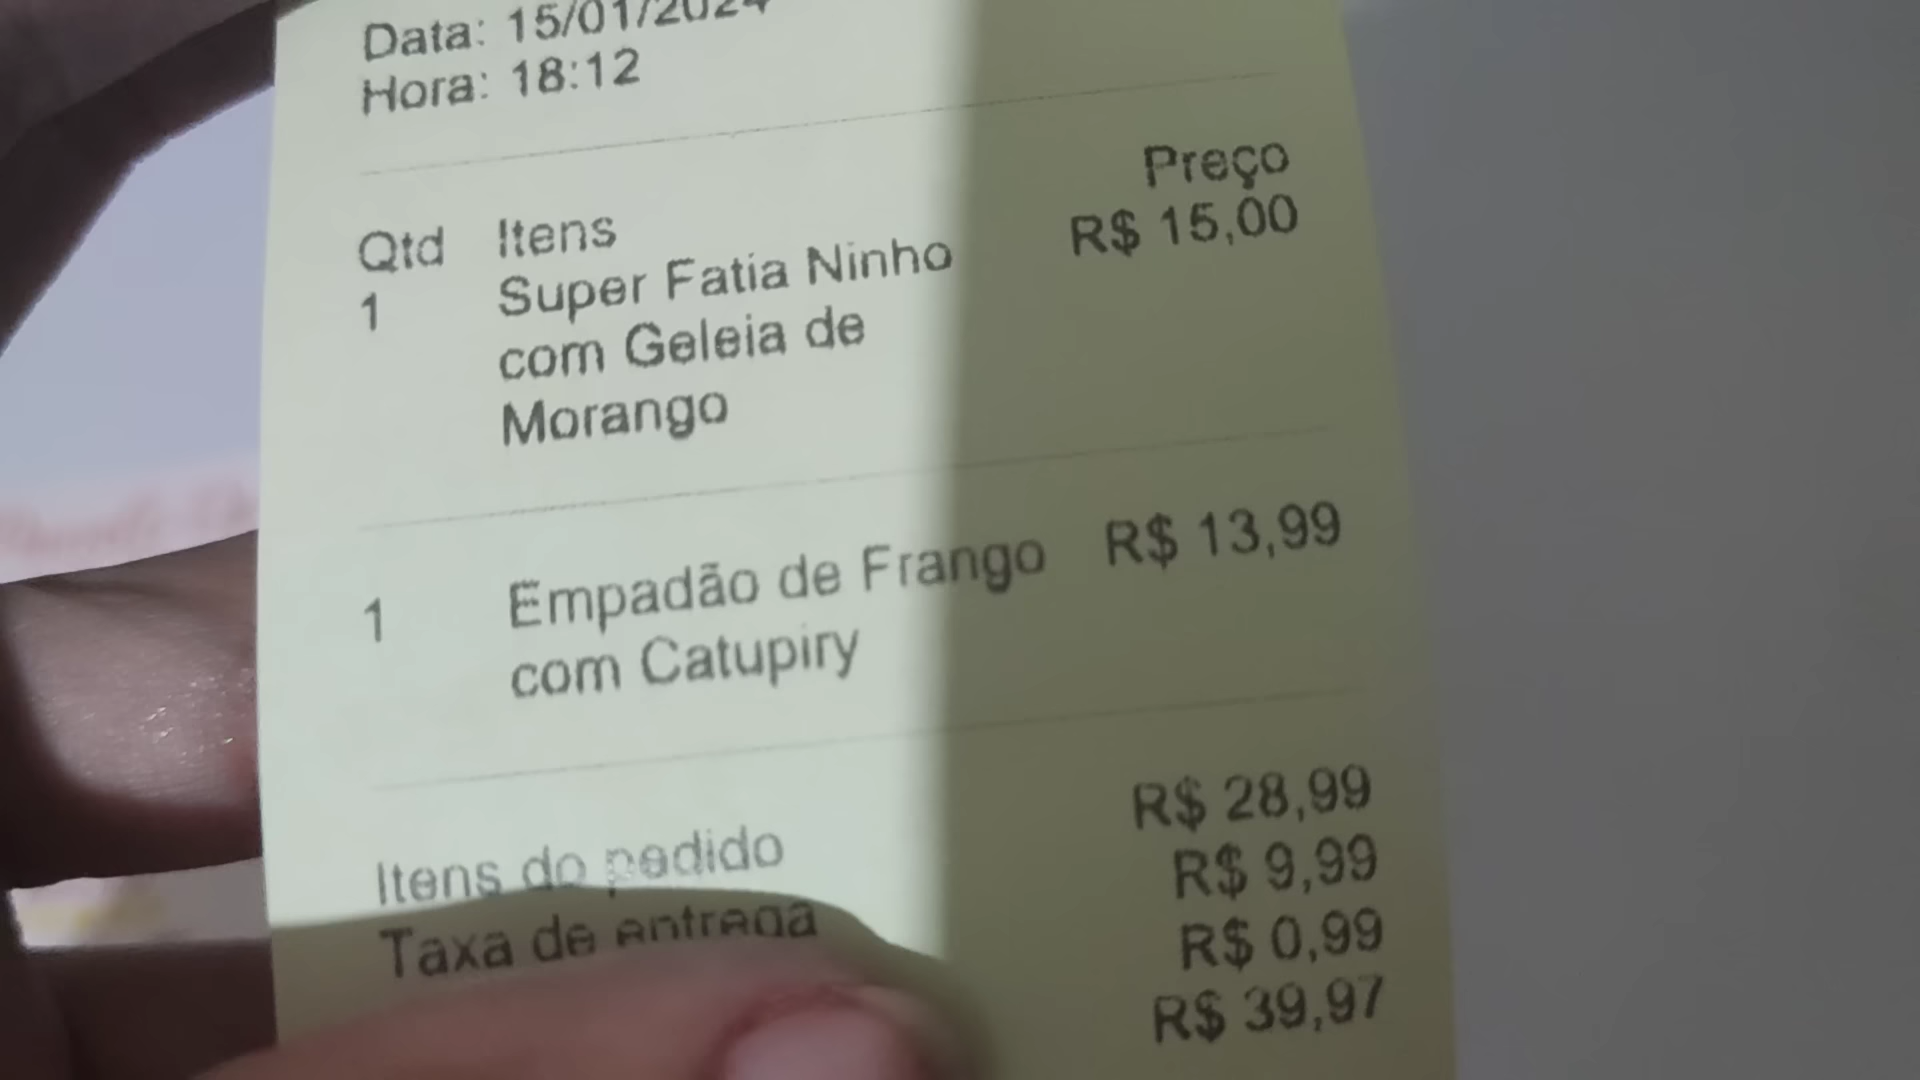 Data: 15/01/2024
Hora: 18:12
Preço
Qtd Itens
1 Super Fatia Ninho R$ 15,00
com Geleia de
Morango
1 Empadão de Frango R$ 13,99
com Catupiry
Itens do pedido R$ 28,99
Taxa de entrega R$ 9,99
R$ 0,99
R$ 39,97